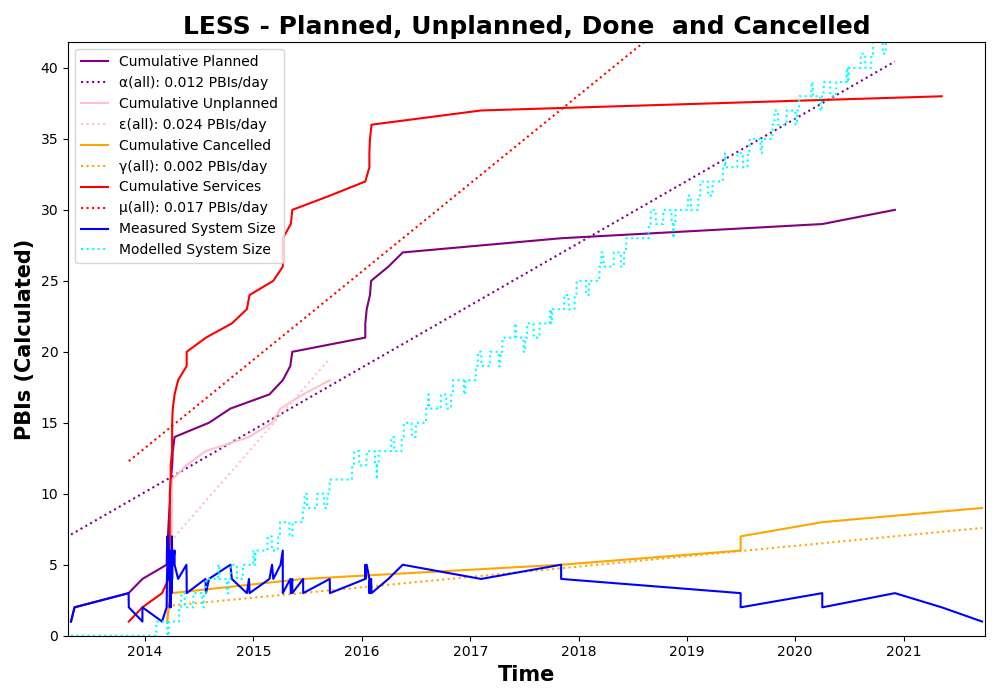 LESS - Planned, Unplanned, Done  and Cancelled
PBIs (Calculated)
40
35
30
25
20
15
10
5
0
Cumulative Planned
α(all): 0.012 PBIs/day
Cumulative Unplanned
ε(all): 0.024 PBIs/day
Cumulative Cancelled
γ(all): 0.002 PBIs/day
Cumulative Services
μ(all): 0.017 PBIs/day
Measured System Size
Modelled System Size
2014 2015 2016 2017 2018 2019 2020 2021
Time